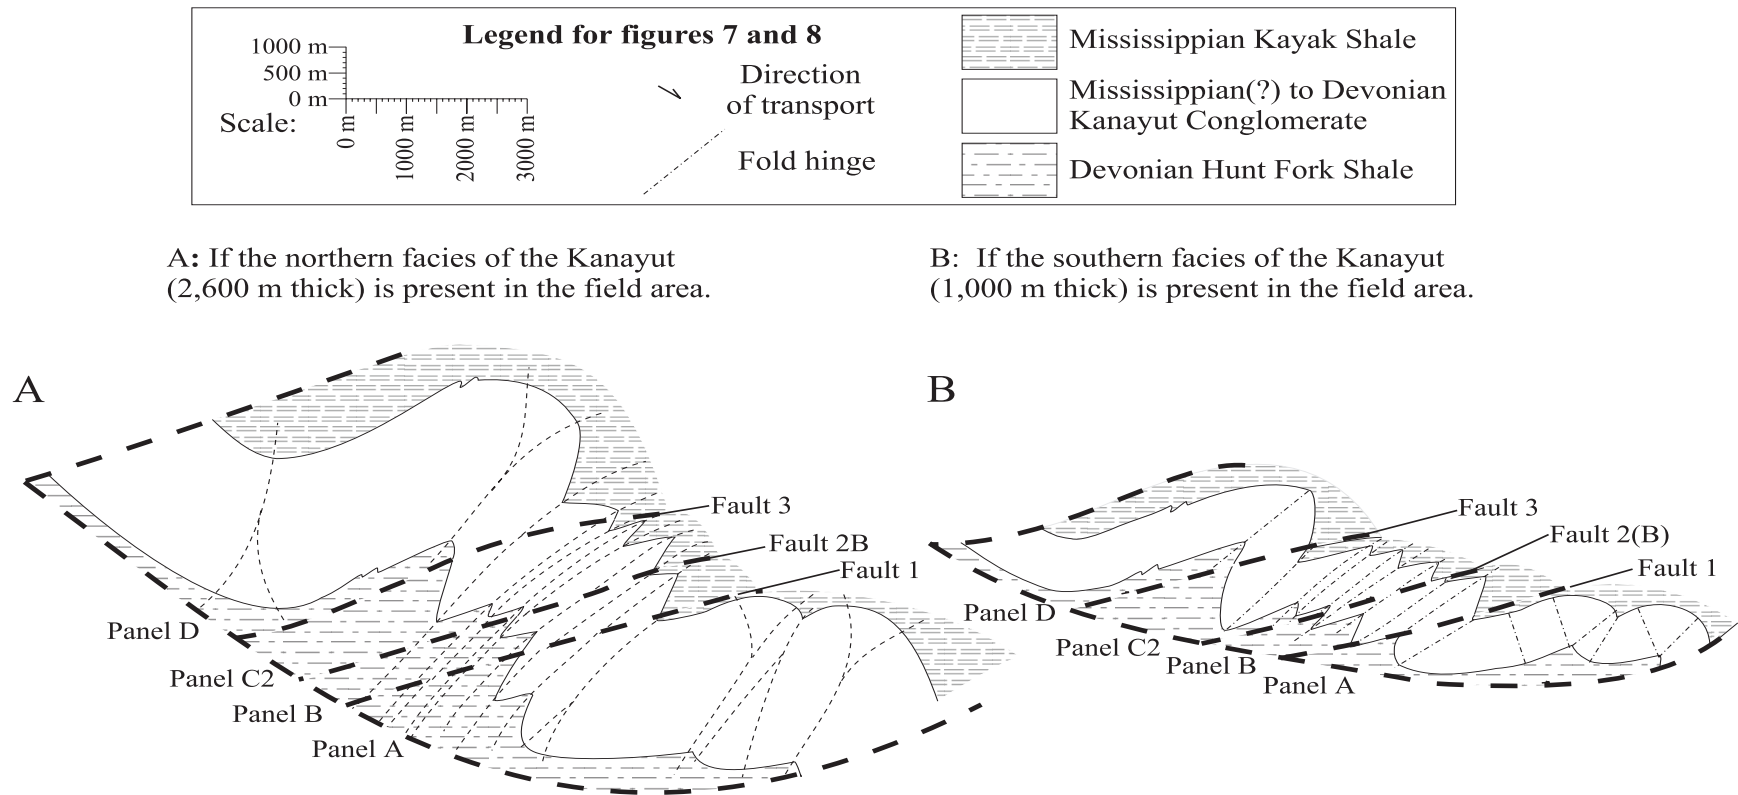 Legend for figures 7 and 8
1000 m
500 m
0 m
Scale:
0 m
1000 m
2000 m
3000 m
Direction
of transport
Fold hinge
Mississippian Kayak Shale
Mississippian(?) to Devonian
Kanayut Conglomerate
Devonian Hunt Fork Shale
A: If the northern facies of the Kanayut
(2,600 m thick) is present in the field area.
B: If the southern facies of the Kanayut
(1,000 m thick) is present in the field area.
A
Fault 3
Fault 2B
Fault 1
Panel D
Panel C2
Panel B
Panel A
B
Fault 3
Fault 2(B)
Fault 1
Panel D
Panel C2
Panel B
Panel A